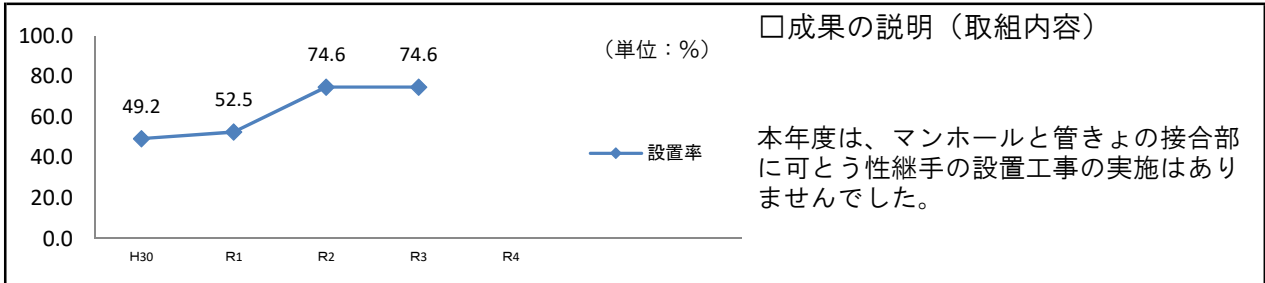 100.0
80.0
60.0
40.0
20.0
0.0
49.2
52.5
74.6
74.6
H30
R1
R2
R3
R4
（単位：%）
設置率
□成果の説明（取組内容）
本年度は、マンホールと管きょの接合部
に可とう性継手の設置工事の実施はあり
ませんでした。